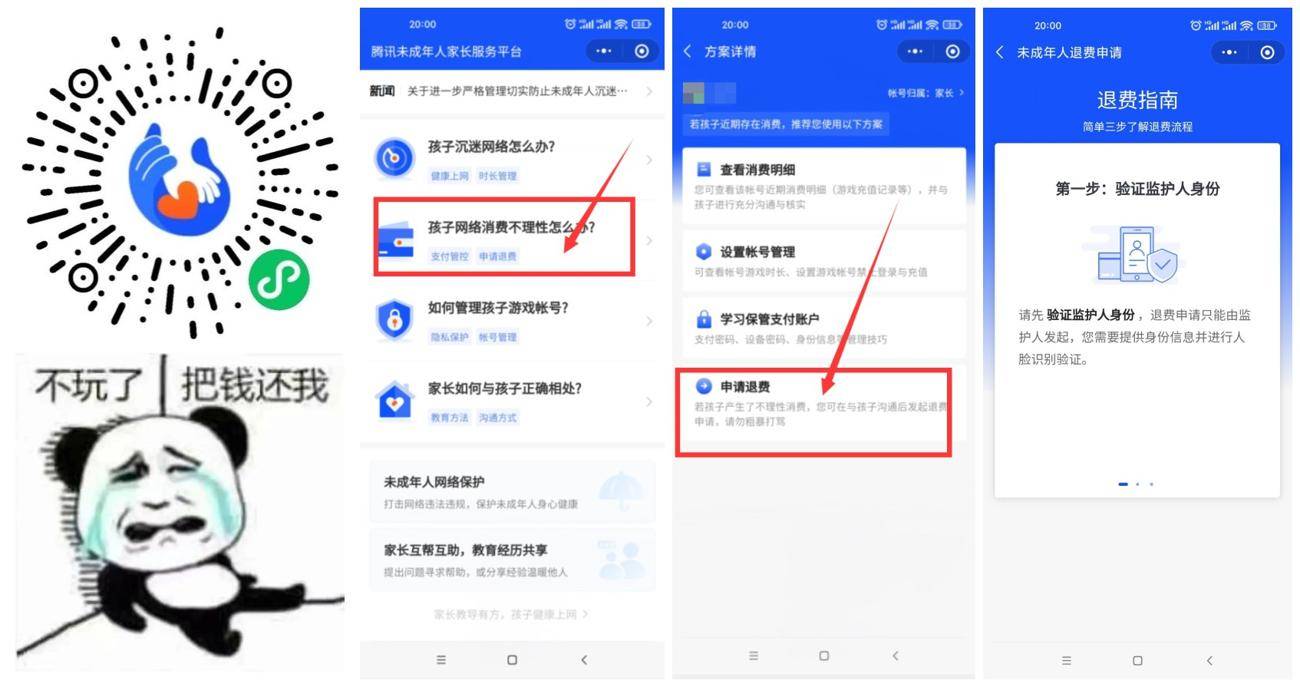 不玩了
把钱还我
20:00
腾讯未成年人家长服务平台
新闻 关于进一步严格管理切实防止未成年人沉迷…
孩子沉迷网络怎么办?
健康上网 时长管理
孩子网络消费不理性怎么办?
支付管控 申请退费
如何管理孩子游戏帐号?
隐私保护 帐号管理
家长如何与孩子正确相处?
教育方法 沟通方式
未成年人网络保护
打击网络违法违规，保护未成年人身心健康
家长互帮互助，教育经历共享
提出问题寻求帮助，或分享经验温暖他人
家长教导有方，孩子健康上网
20:00
方案详情
帐号归属：家长
若孩子近期存在消费，推荐您使用以下方案
查看消费明细
您可查看该帐号近期消费明细（游戏充值记录等），并与
孩子进行充分沟通与核实
设置帐号管理
可查看帐号游戏时长、设置游戏帐号禁止登录与充值
学习保管支付账户
支付密码、设备密码、身份信息等管理技巧
申请退费
若孩子产生了不理性消费，您可在与孩子沟通后发起退费
申请，请勿粗暴打骂
20:00
未成年人退费申请
退费指南
简单三步了解退费流程
第一步：验证监护人身份
请先 验证监护人身份 ，退费申请只能由监
护人发起，您需要提供身份信息并进行人
脸识别验证。